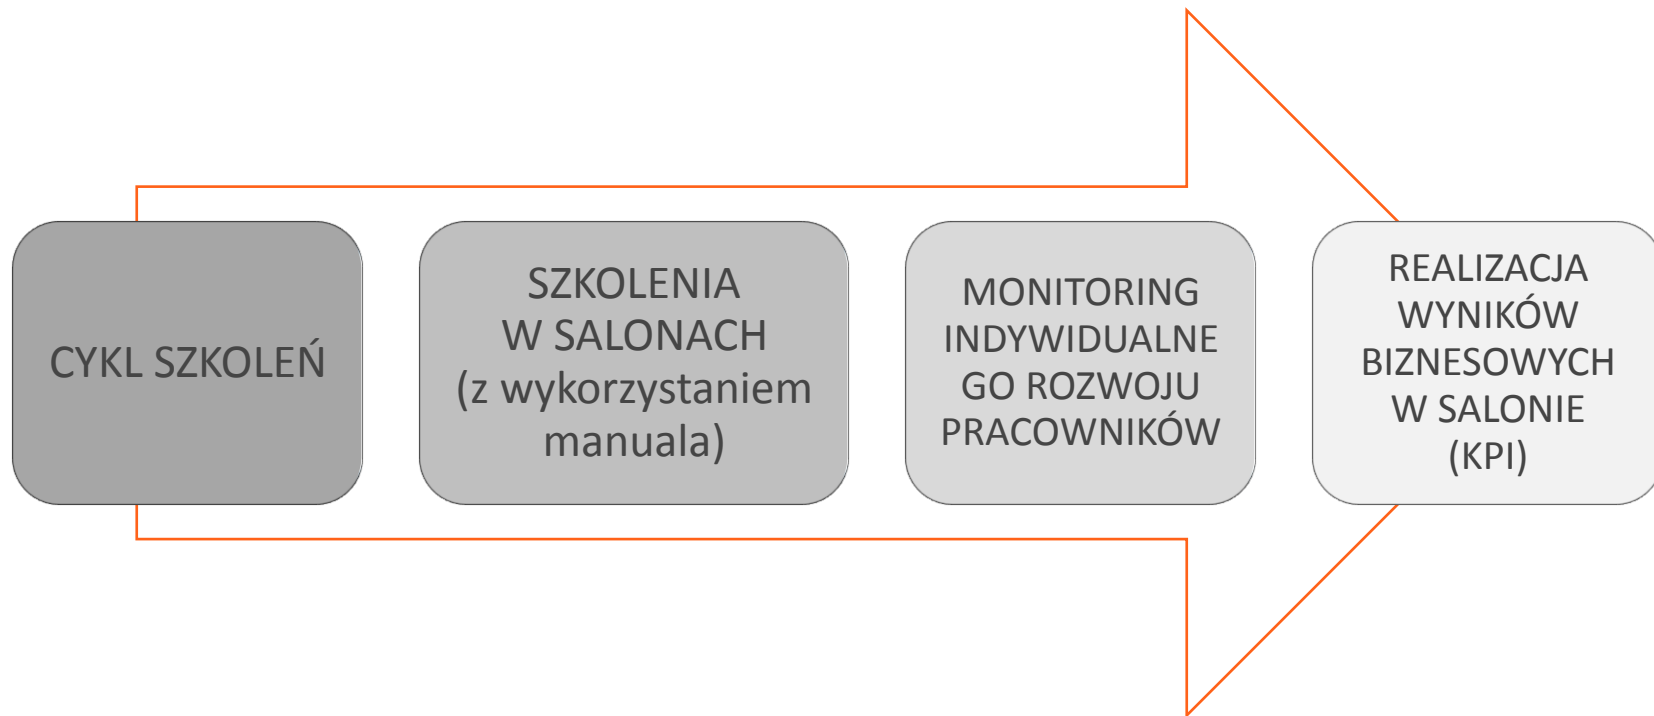 CYKL SZKOLEŃ
SZKOLENIA
W SALONACH
(z wykorzystaniem
manuala)
MONITORING
INDYWIDUALNE
GO ROZWOJU
PRACOWNIKÓW
REALIZACJA
WYNIKÓW
BIZNESOWYCH
W SALONIE
(KPI)